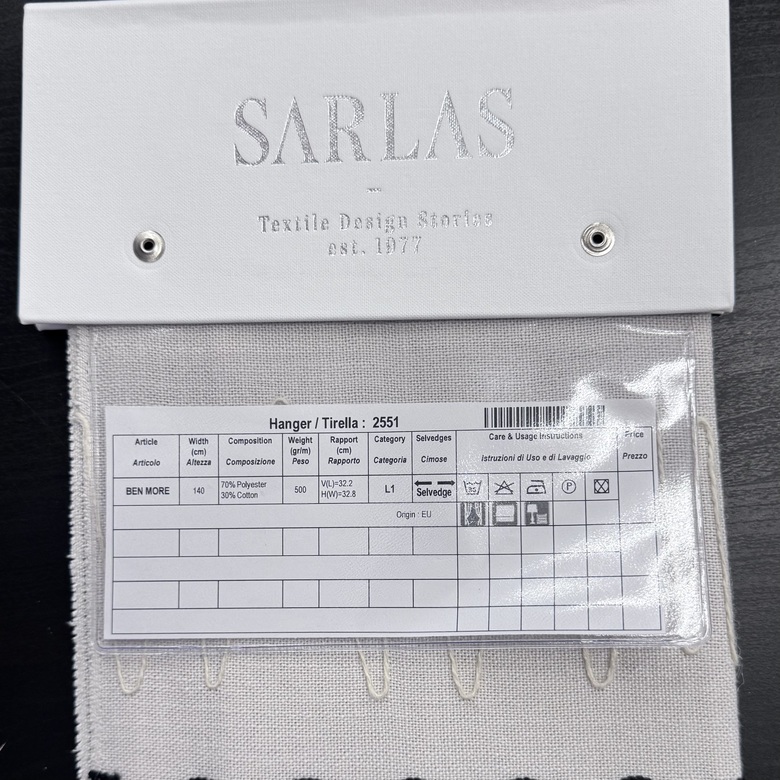 SARLAS
Textile Design Stories
est. 1977
Hanger / Tirella : 2551
Article Width (cm) Composition Weight (gr/m) Rapport (cm) Category Selvedges Care & Usage Instructions Price
Articolo Altezza Composizione Peso Rapporto Categoria Cimose Istruzioni di Uso e di Lavaggio Prezzo
BEN MORE 140 70% Polyester 30% Cotton 500 V(L)=32.2 H(W)=32.8 L1 Selvedge P
Origin : EU